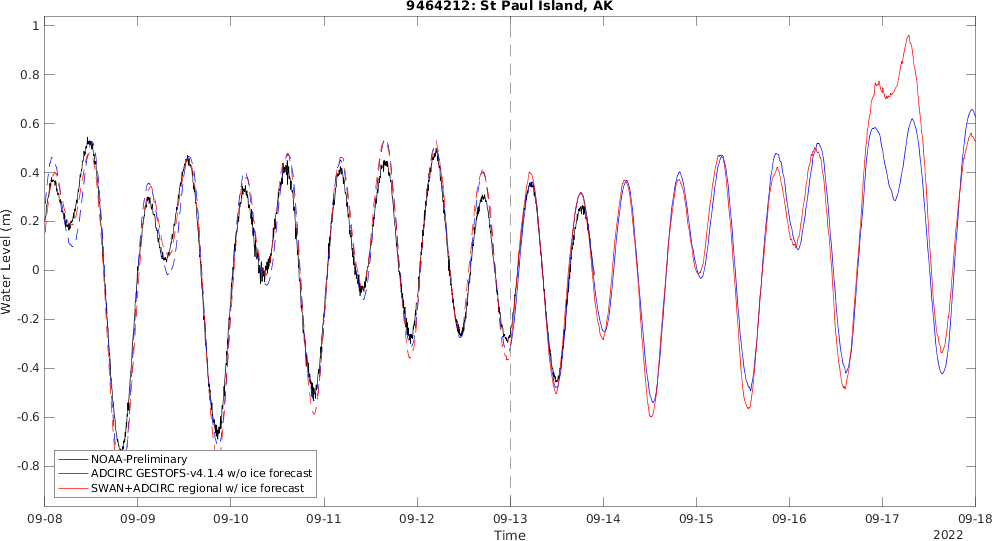 9464212: St Paul Island, AK
Water Level (m)
1
0.8
0.6
0.4
0.2
0
-0.2
-0.4
-0.6
-0.8
NOAA-Preliminary
ADCIRC GESTOFS-v4.1.4 w/o ice forecast
SWAN+ADCIRC regional w/ ice forecast
09-08 09-09 09-10 09-11 09-12 09-13 09-14 09-15 09-16 09-17 09-18
Time
2022